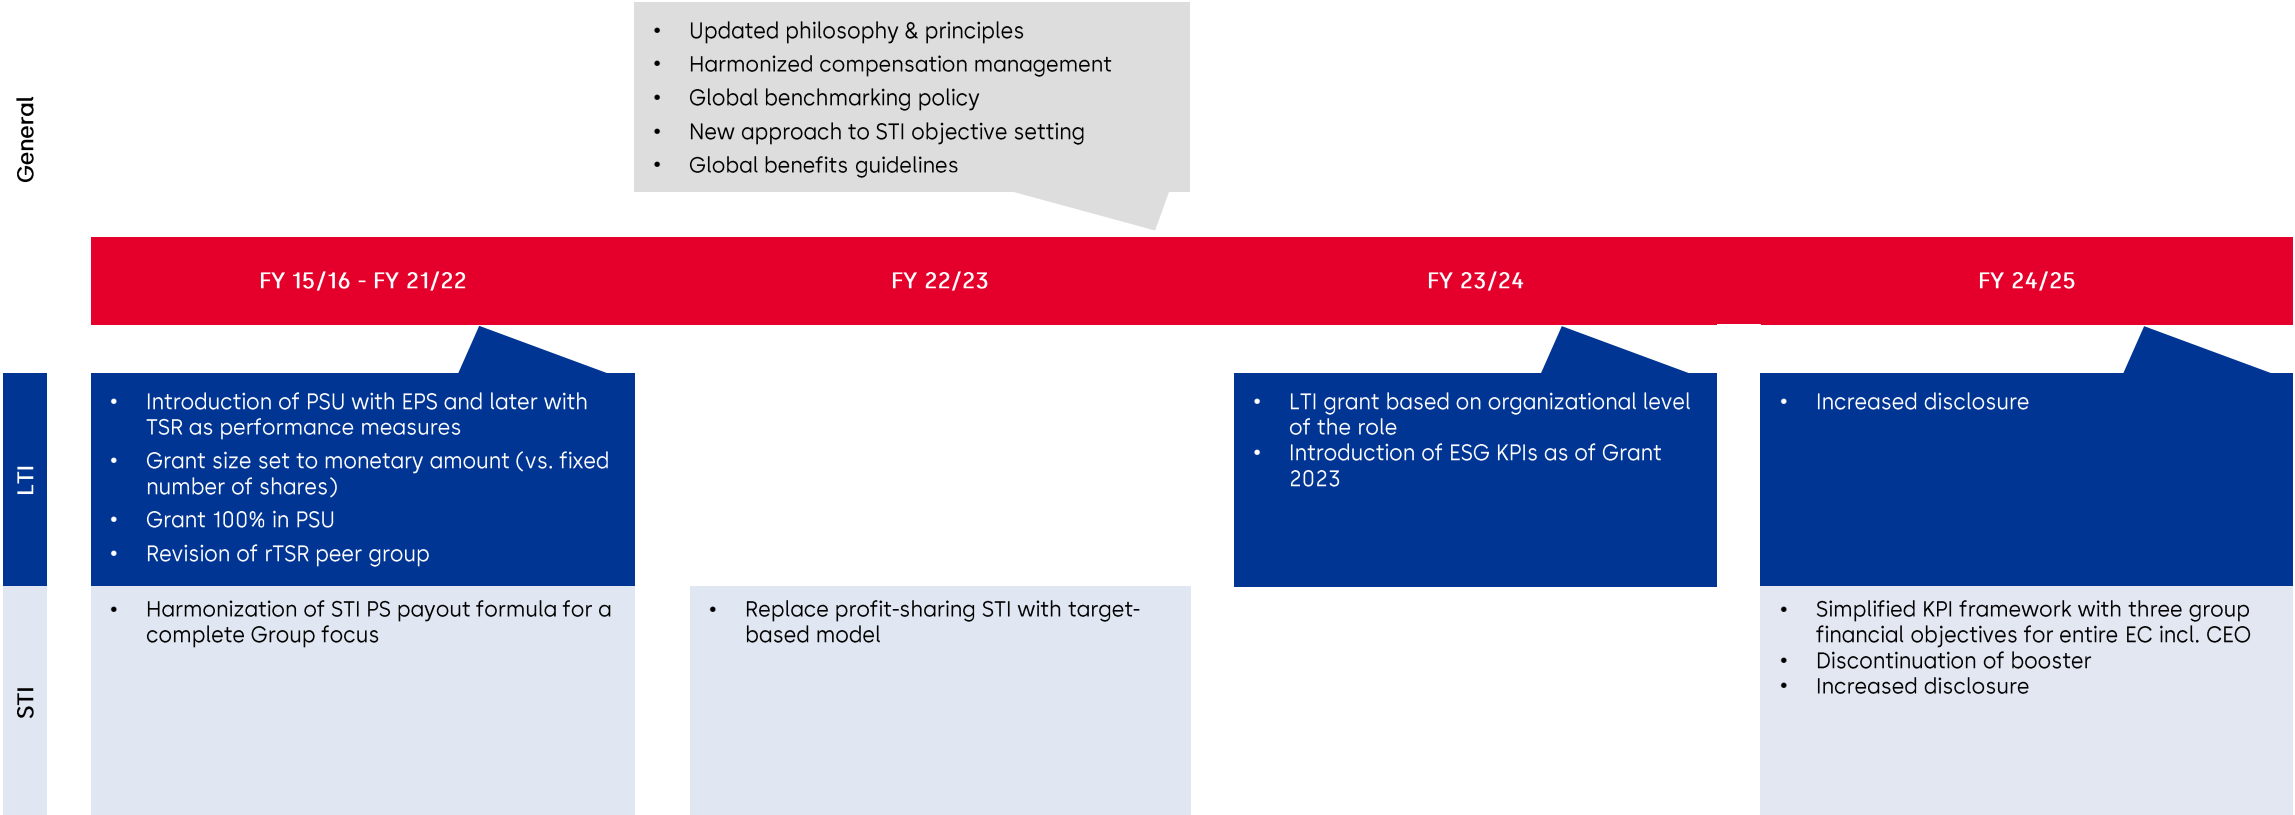 General
• Updated philosophy & principles
• Harmonized compensation management
• Global benchmarking policy
• New approach to STI objective setting
• Global benefits guidelines
FY 15/16 - FY 21/22
FY 22/23
FY 23/24
FY 24/25
LTI
• Introduction of PSU with EPS and later with
TSR as performance measures
• Grant size set to monetary amount (vs. fixed
number of shares)
• Grant 100% in PSU
• Revision of rTSR peer group
• LTI grant based on organizational level
of the role
• Introduction of ESG KPIs as of Grant
2023
• Increased disclosure
STI
• Harmonization of STI PS payout formula for a
complete Group focus
• Replace profit-sharing STI with target-
based model
• Simplified KPI framework with three group
financial objectives for entire EC incl. CEO
• Discontinuation of booster
• Increased disclosure